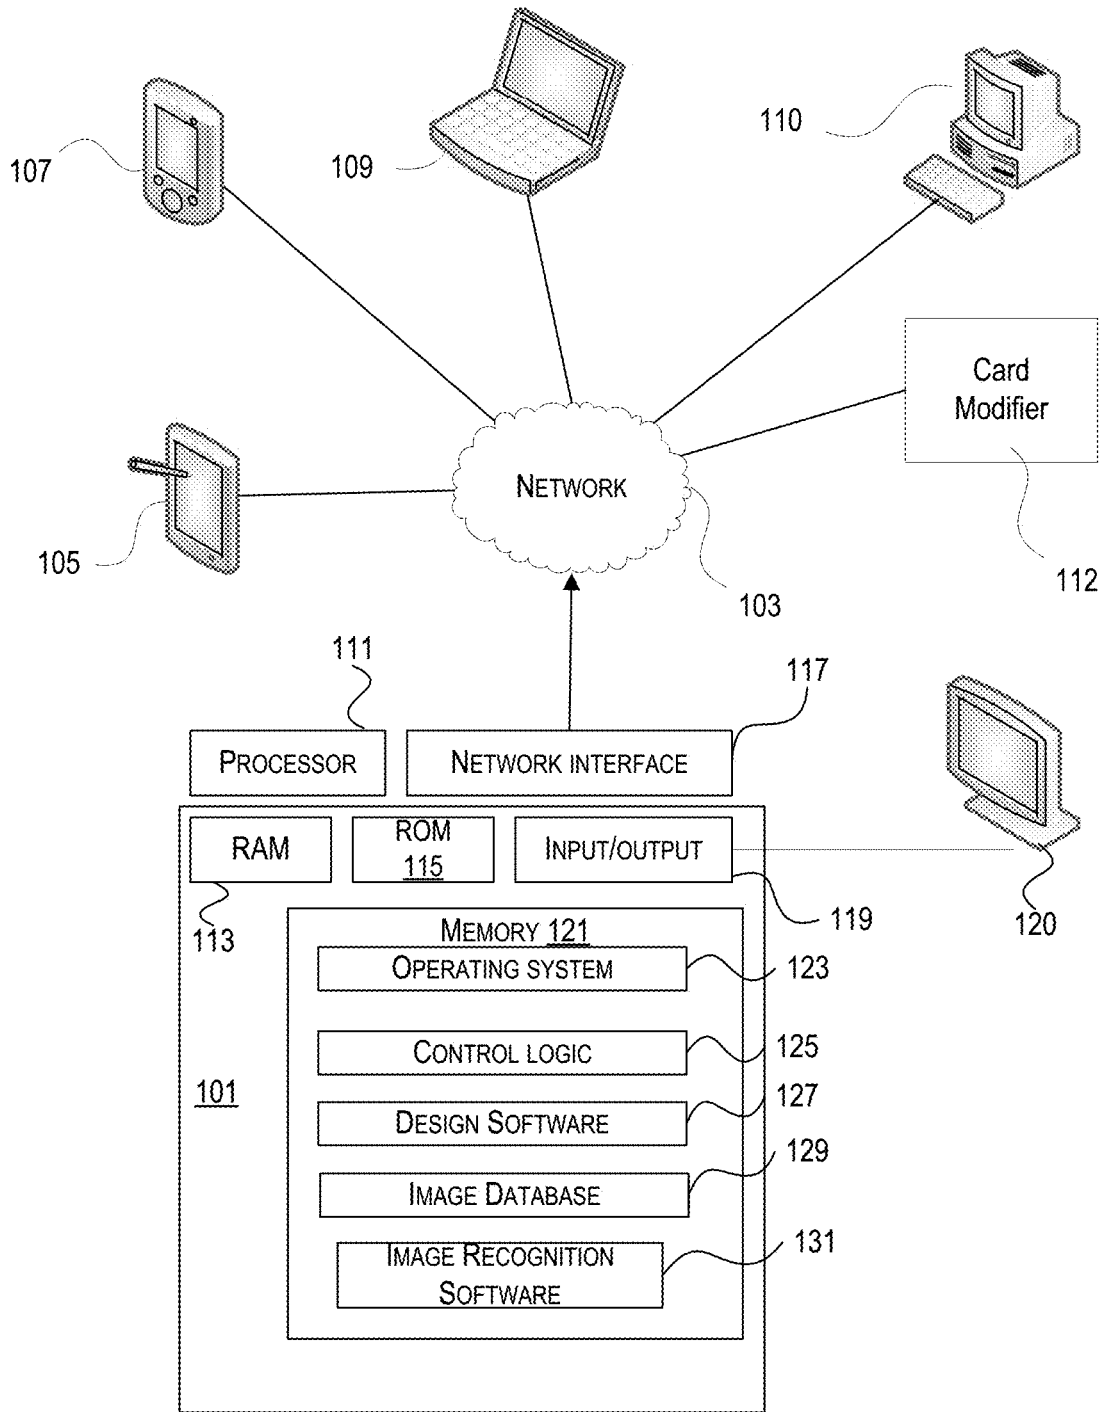 107
109
110
Card
Modifier
NETWORK
105
103
112
111
117
PROCESSOR
NETWORK INTERFACE
RAM
ROM
115
INPUT/OUTPUT
113
119
120
MEMORY 121
OPERATING SYSTEM
123
CONTROL LOGIC
125
101
DESIGN SOFTWARE
127
IMAGE DATABASE
129
IMAGE RECOGNITION
SOFTWARE
131